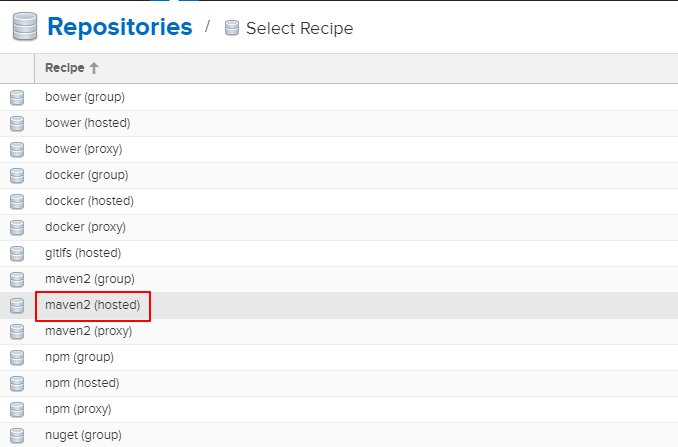 Repositories / Select Recipe
Recipe
bower (group)
bower (hosted)
bower (proxy)
docker (group)
docker (hosted)
docker (proxy)
gitlfs (hosted)
maven2 (group)
maven2 (hosted)
maven2 (proxy)
npm (group)
npm (hosted)
npm (proxy)
nuget (group)